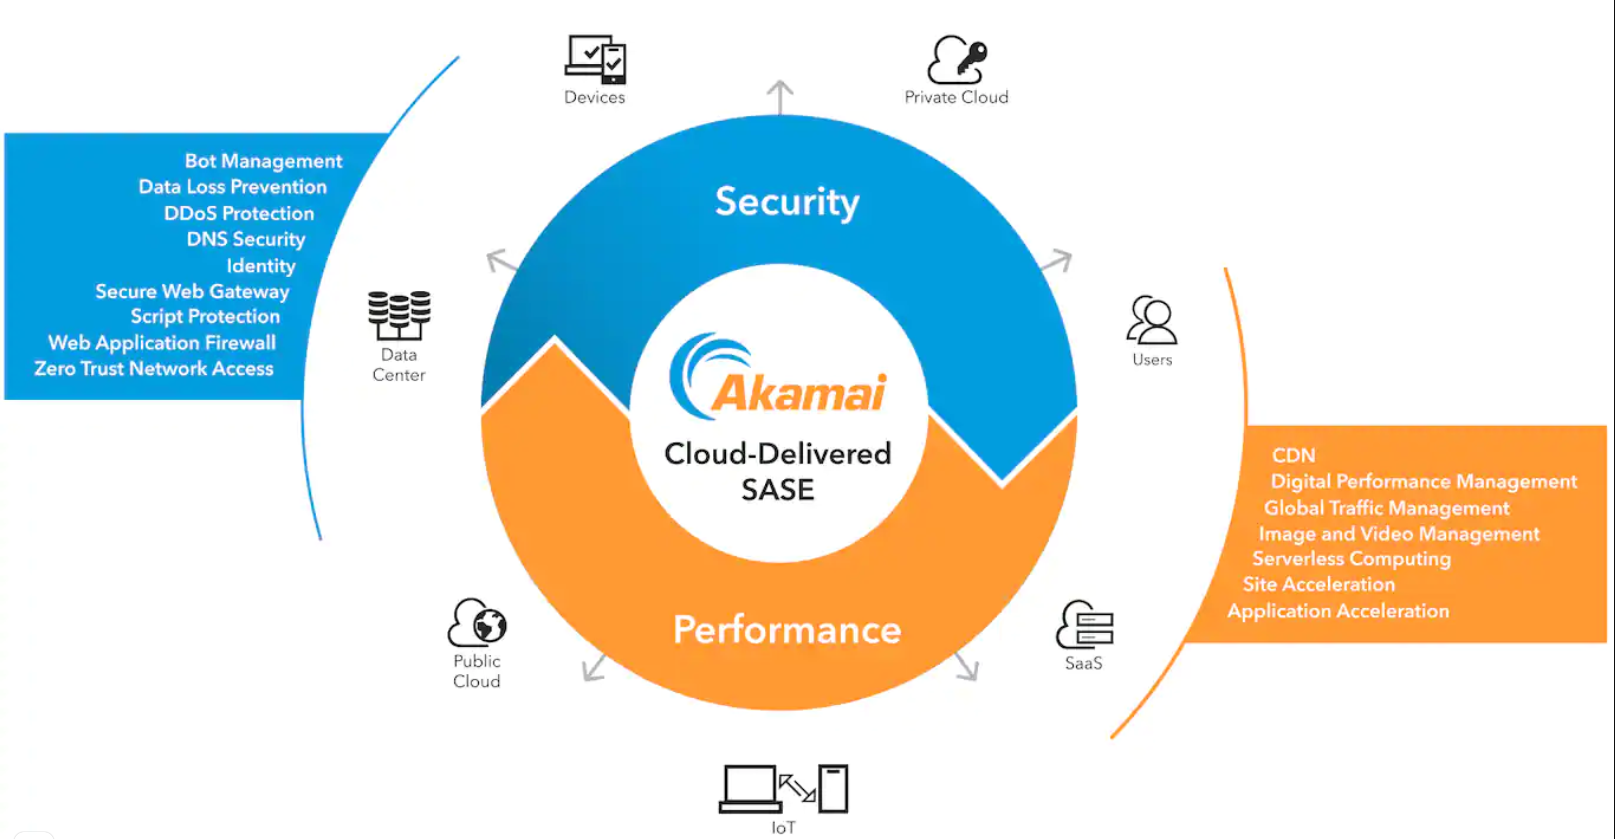 Devices
Private Cloud
Bot Management
Data Loss Prevention
DDoS Protection
DNS Security
Identity
Secure Web Gateway
Script Protection
Web Application Firewall
Zero Trust Network Access
Data
Center
Security
Akamai
Cloud-Delivered
SASE
Performance
Users
CDN
Digital Performance Management
Global Traffic Management
Image and Video Management
Serverless Computing
Site Acceleration
Application Acceleration
Public
Cloud
SaaS
IoT